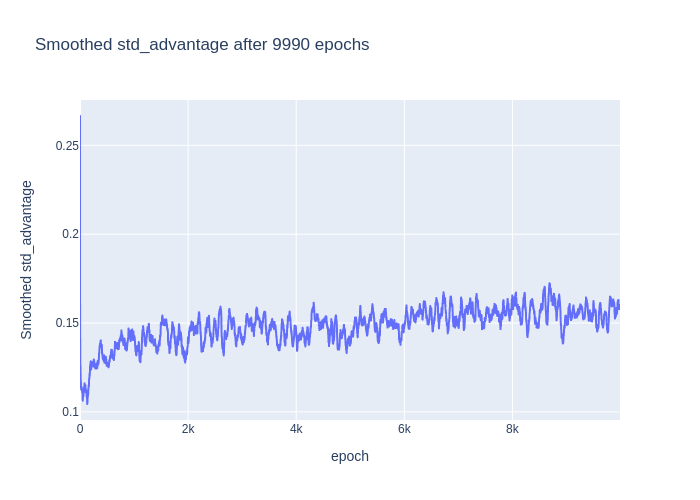 Smoothed std_advantage after 9990 epochs
0.25
0.2
0.15
0.1
Smoothed std_advantage
0
2k
4k
6k
8k
epoch